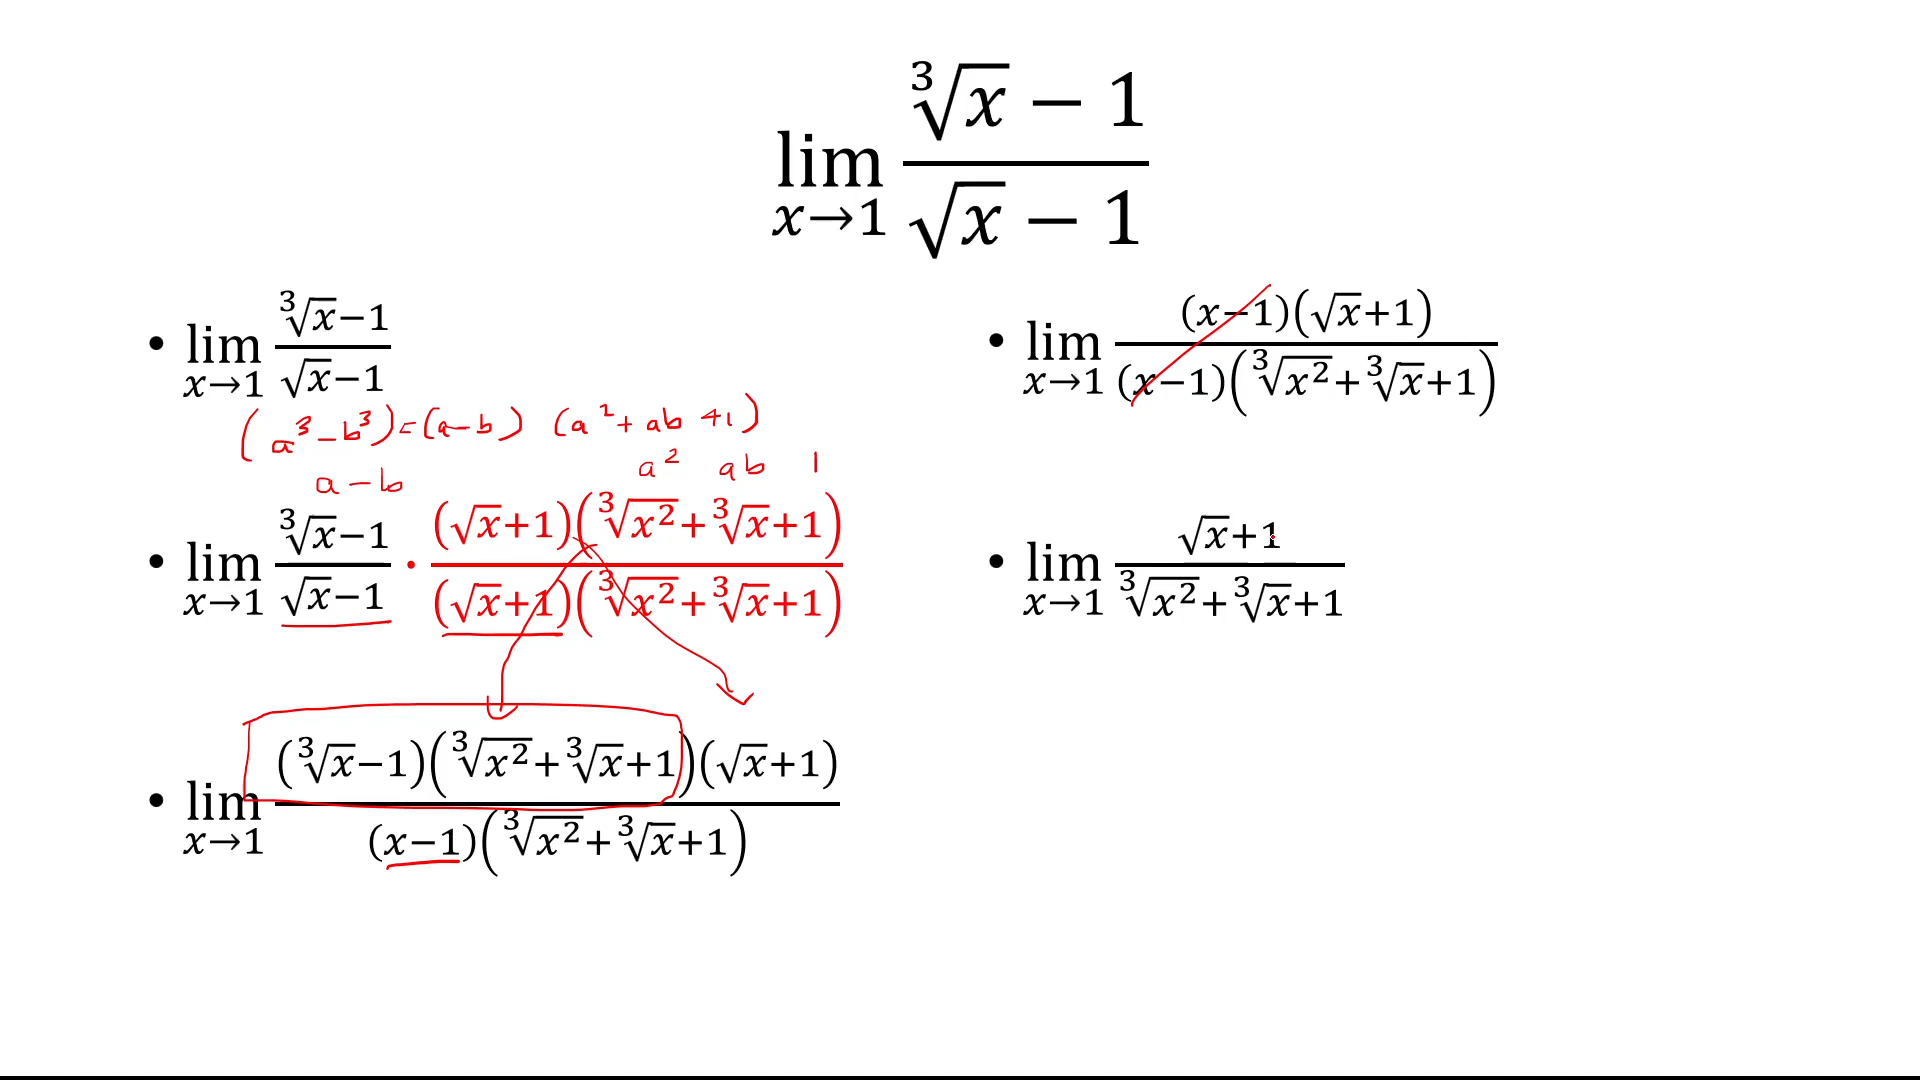 lim x→1 (∛x − 1)/(√x − 1)
• lim x→1 (∛x−1)/(√x−1)
(a³−b³)=(a−b) (a²+ab+1)
a−b a² ab 1
• lim x→1 (∛x−1)/(√x−1) · (√x+1)(∛x²+∛x+1)/(√x+1)(∛x²+∛x+1)
• lim x→1 (∛x−1)(∛x²+∛x+1)(√x+1)/(x−1)(∛x²+∛x+1)
• lim x→1 (x−1)(√x+1)/(x−1)(∛x²+∛x+1)
• lim x→1 √x+1/∛x²+∛x+1